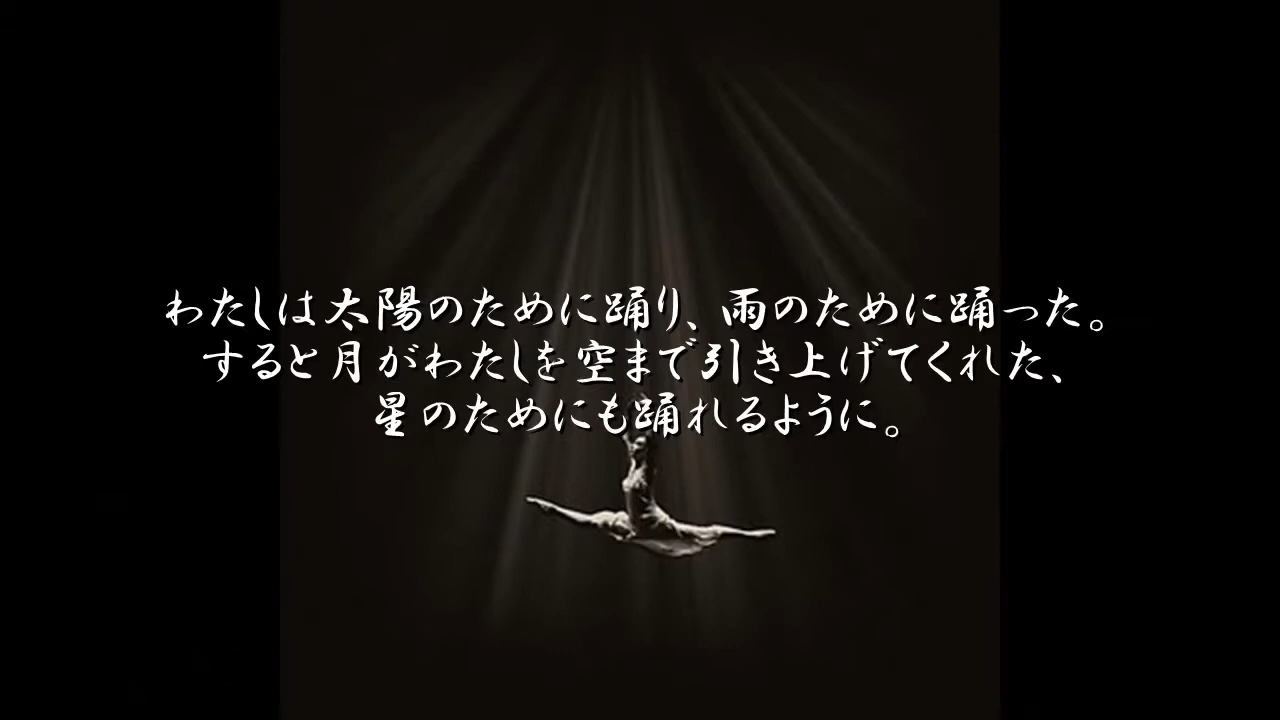 わたしは太陽のために踊り、雨のために踊った。
すると月がわたしを空まで引き上げてくれた、
星のためにも踊れるように。